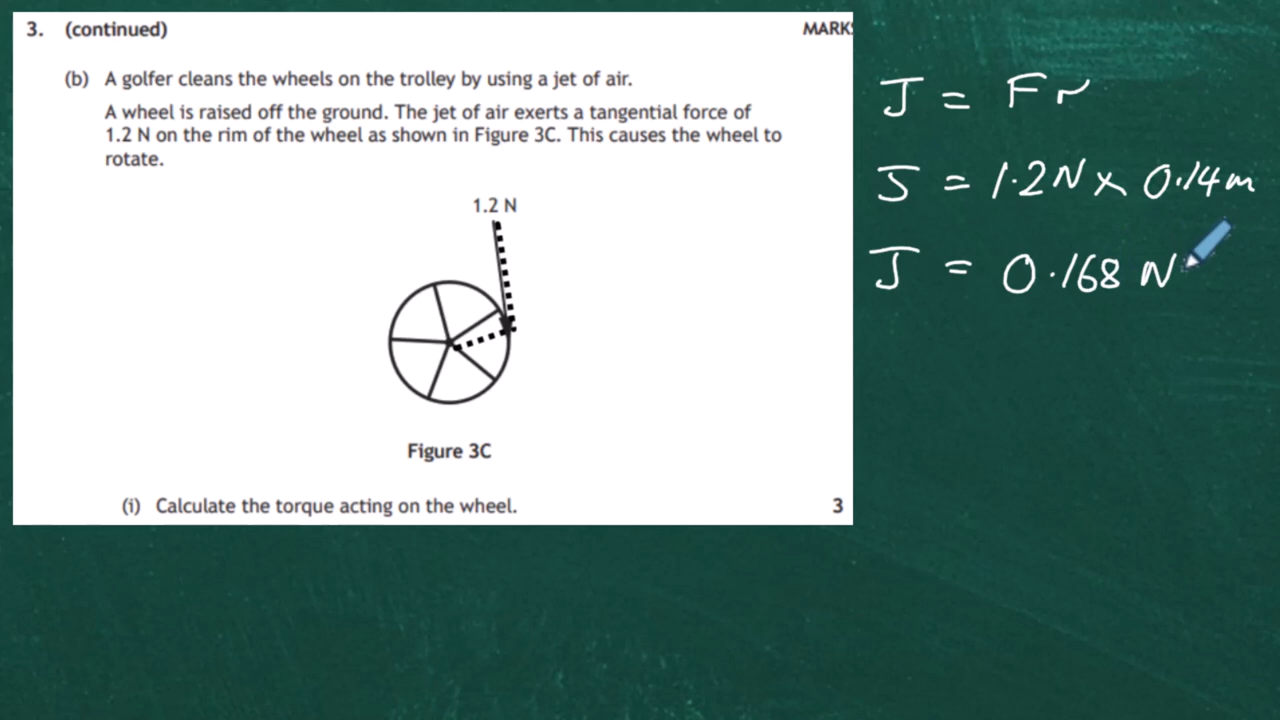 3. (continued)
MARKS
(b) A golfer cleans the wheels on the trolley by using a jet of air.
A wheel is raised off the ground. The jet of air exerts a tangential force of
1.2 N on the rim of the wheel as shown in Figure 3C. This causes the wheel to
rotate.
1.2 N
Figure 3C
(i) Calculate the torque acting on the wheel.
3
J = Fr
J = 1.2N × 0.14m
J = 0.168 N